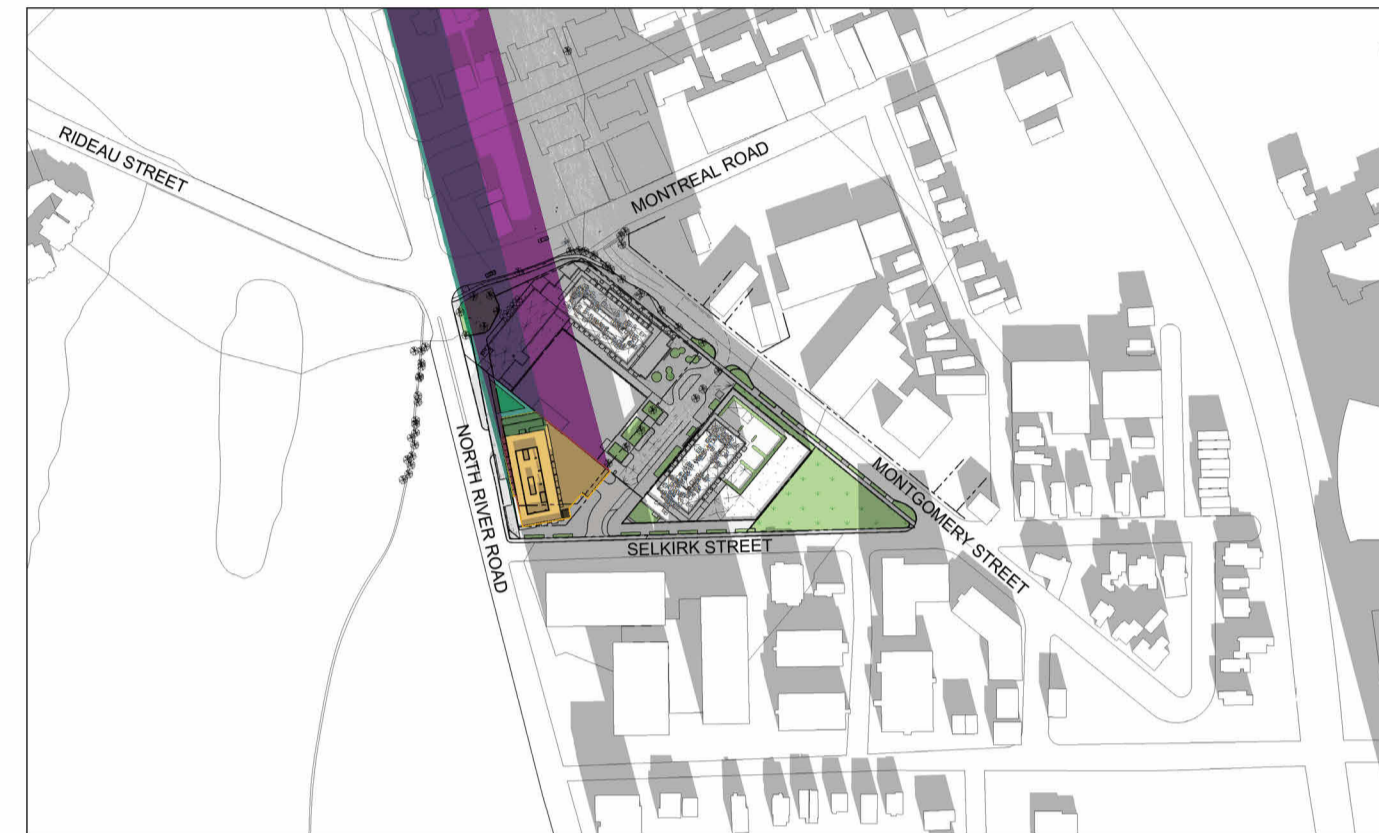 RIDEAU STREET
MONTREAL ROAD
NORTH RIVER ROAD
MONTGOMERY STREET
SELKIRK STREET